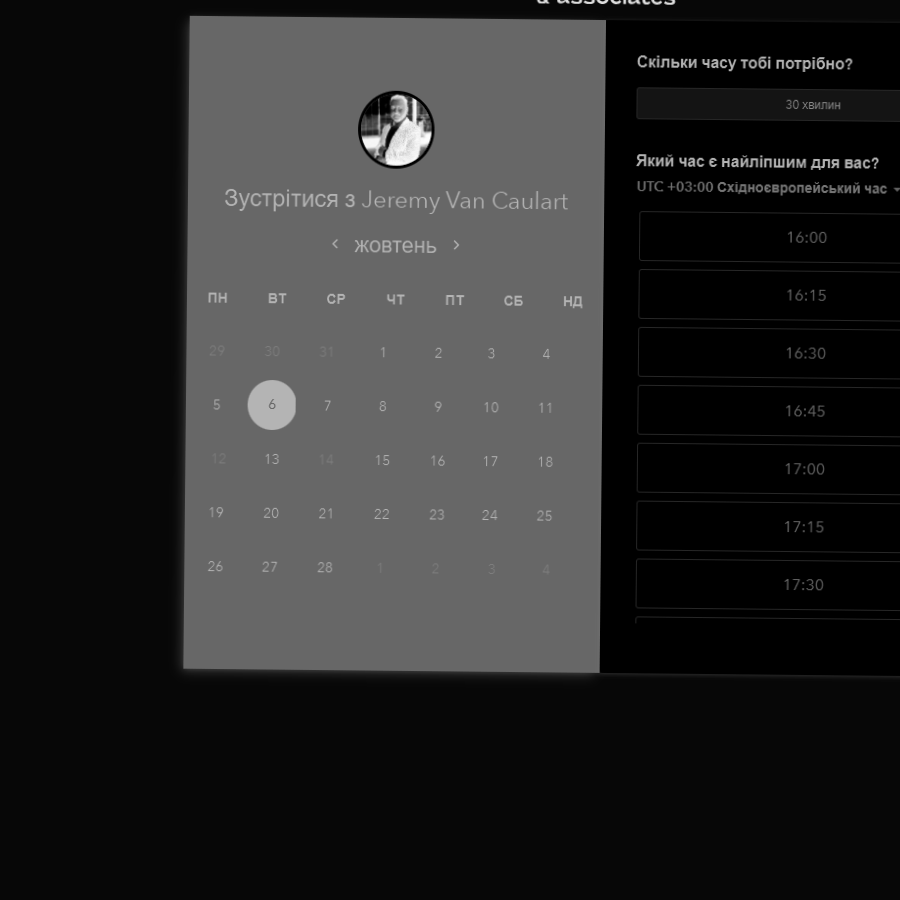 & associates
Зустрітися з Jeremy Van Caulart
жовтень
ПН ВТ СР ЧТ ПТ СБ НД
29 30 31 1 2 3 4
5 6 7 8 9 10 11
12 13 14 15 16 17 18
19 20 21 22 23 24 25
26 27 28 1 2 3 4
Скільки часу тобі потрібно?
30 хвилин
Який час є найліпшим для вас?
UTC +03:00 Східноєвропейський час
16:00
16:15
16:30
16:45
17:00
17:15
17:30